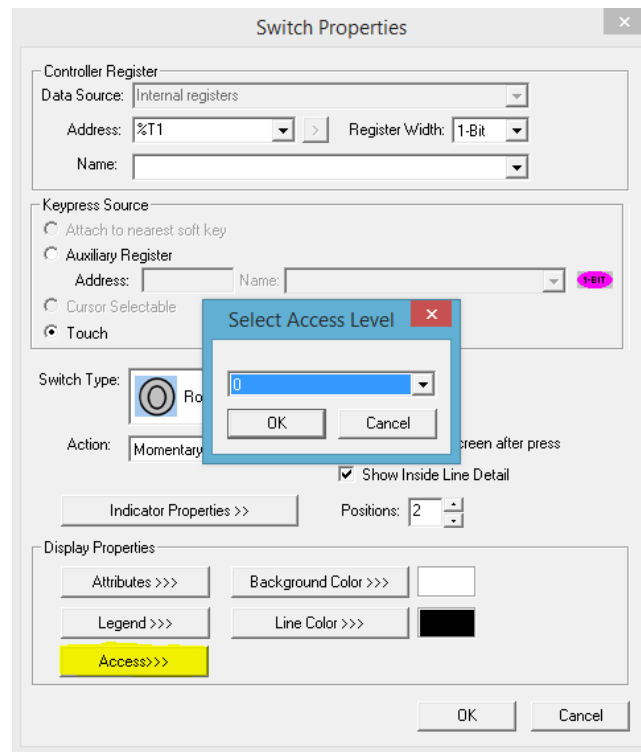 Switch Properties
Controller Register
Data Source: Internal registers
Address: %T1 > Register Width: 1-Bit
Name:
Keypress Source
Attach to nearest soft key
Auxiliary Register
Address: Name: 1-BIT
Cursor Selectable
Touch
Select Access Level
0
OK Cancel
Switch Type:
Action: Momentary reen after press
Show Inside Line Detail
Indicator Properties >> Positions: 2
Display Properties
Attributes >>> Background Color >>>
Legend >>> Line Color >>>
Access>>>
OK Cancel